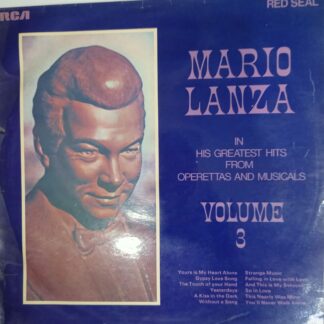 RCA
RED SEAL
MARIO
LANZA
IN
HIS GREATEST HITS
FROM
OPERETTAS AND MUSICALS
VOLUME
3
Yours Is My Heart Alone
Gypsy Love Song
The Touch of your Hand
Yesterdays
A Kiss in the Dark
Without a Song
Strange Music
Falling in Love with Love
And This is My Beloved
So in Love
This Nearly Was Mine
You'll Never Walk Alone